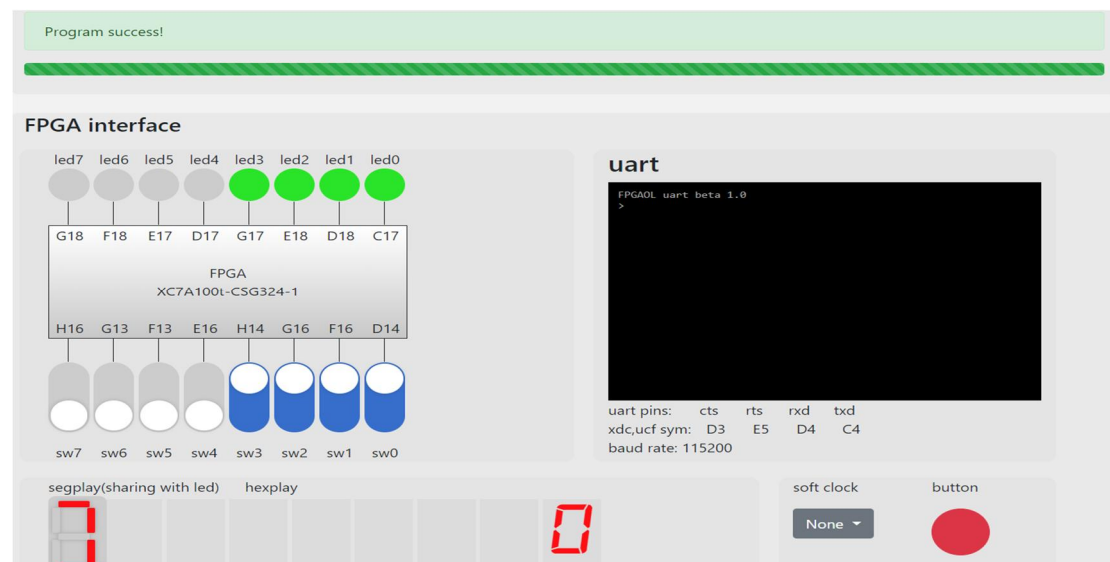 Program success!
FPGA interface
led7 led6 led5 led4 led3 led2 led1 led0
G18 F18 E17 D17 G17 E18 D18 C17
FPGA
XC7A100t-CSG324-1
H16 G13 F13 E16 H14 G16 F16 D14
sw7 sw6 sw5 sw4 sw3 sw2 sw1 sw0
uart
FPGAOL uart beta 1.0
>
uart pins: cts rts rxd txd
xdc,ucf sym: D3 E5 D4 C4
baud rate: 115200
segplay(sharing with led) hexplay
7 0
soft clock button
None